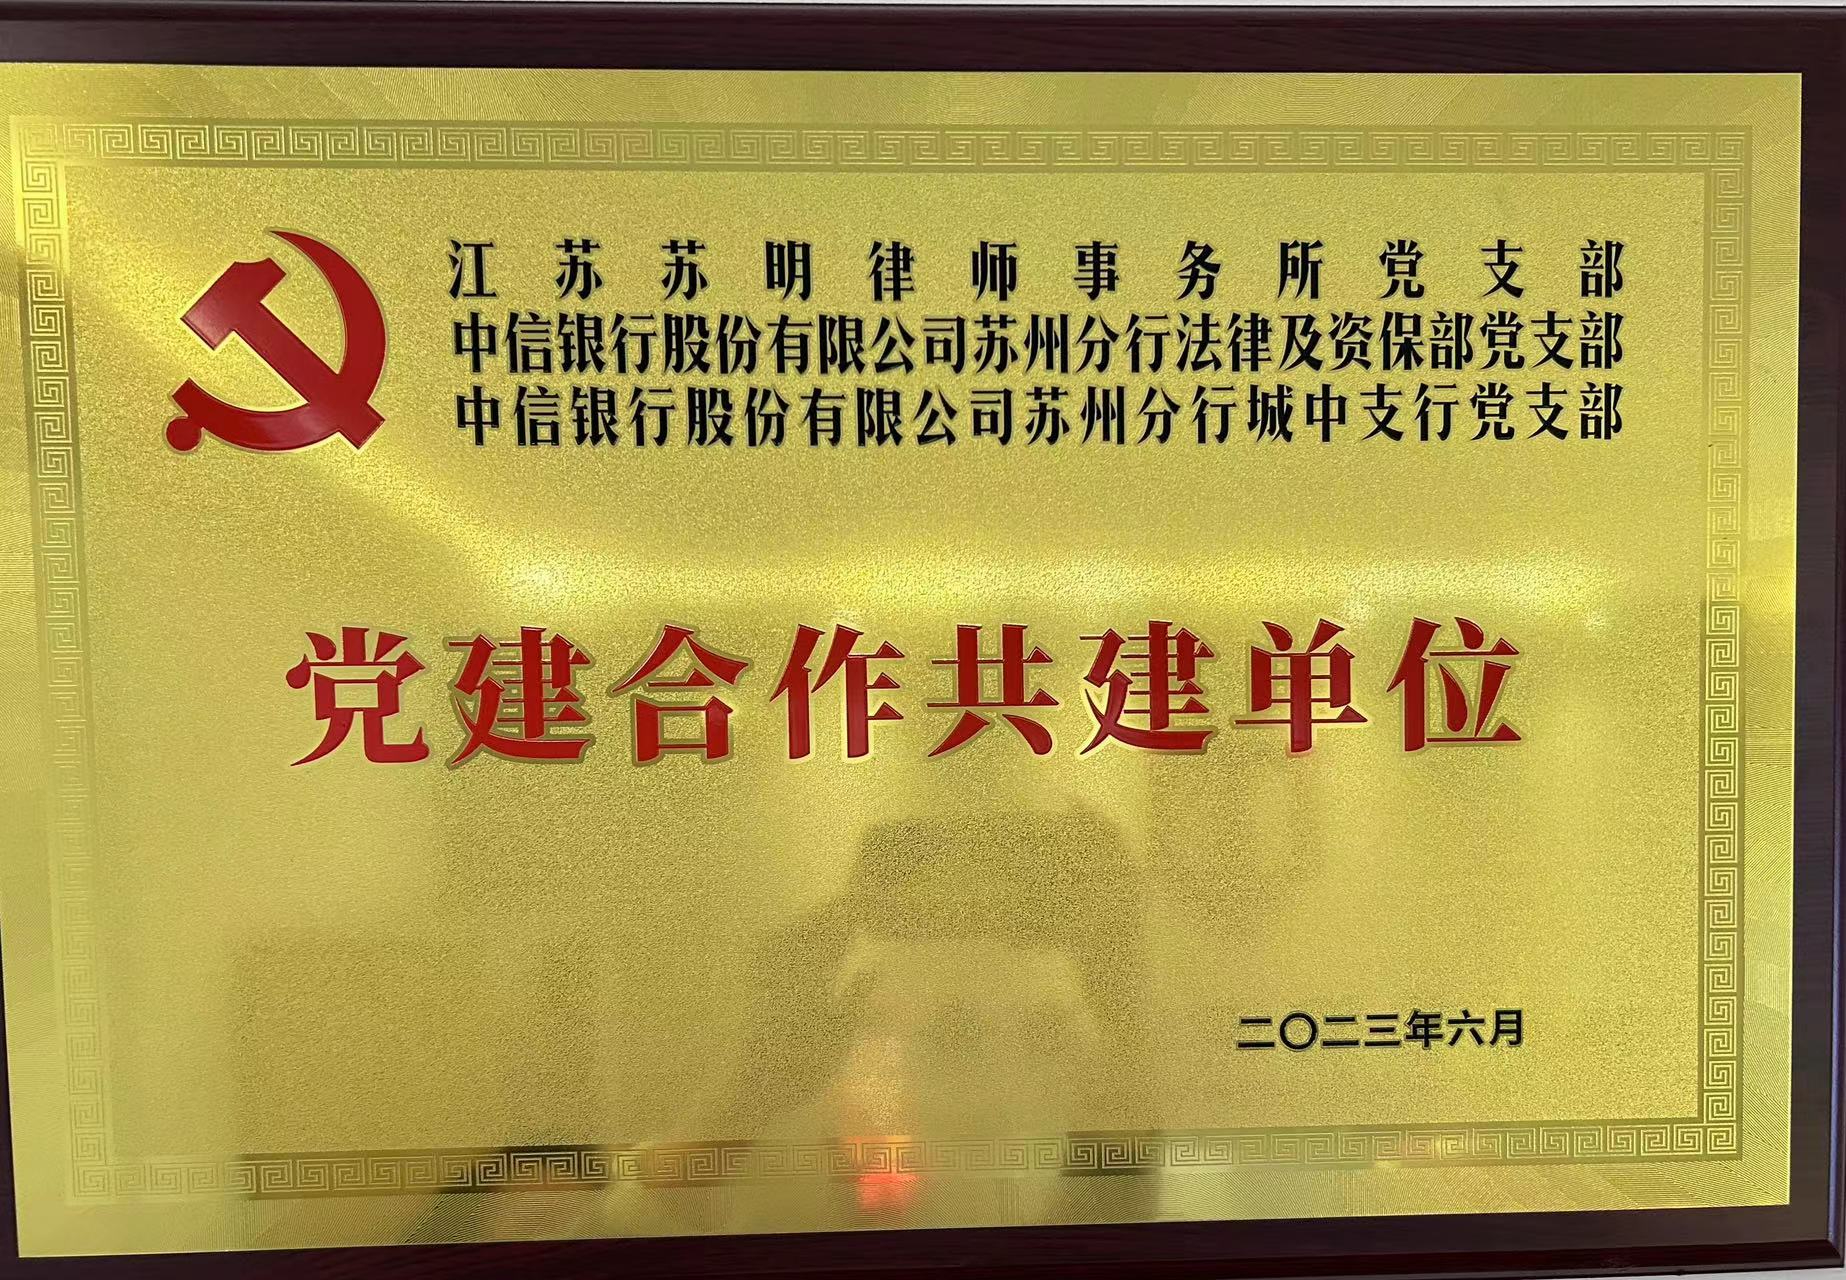 江苏苏明律师事务所党支部
中信银行股份有限公司苏州分行法律及资保部党支部
中信银行股份有限公司苏州分行城中支行党支部
党建合作共建单位
二〇二三年六月